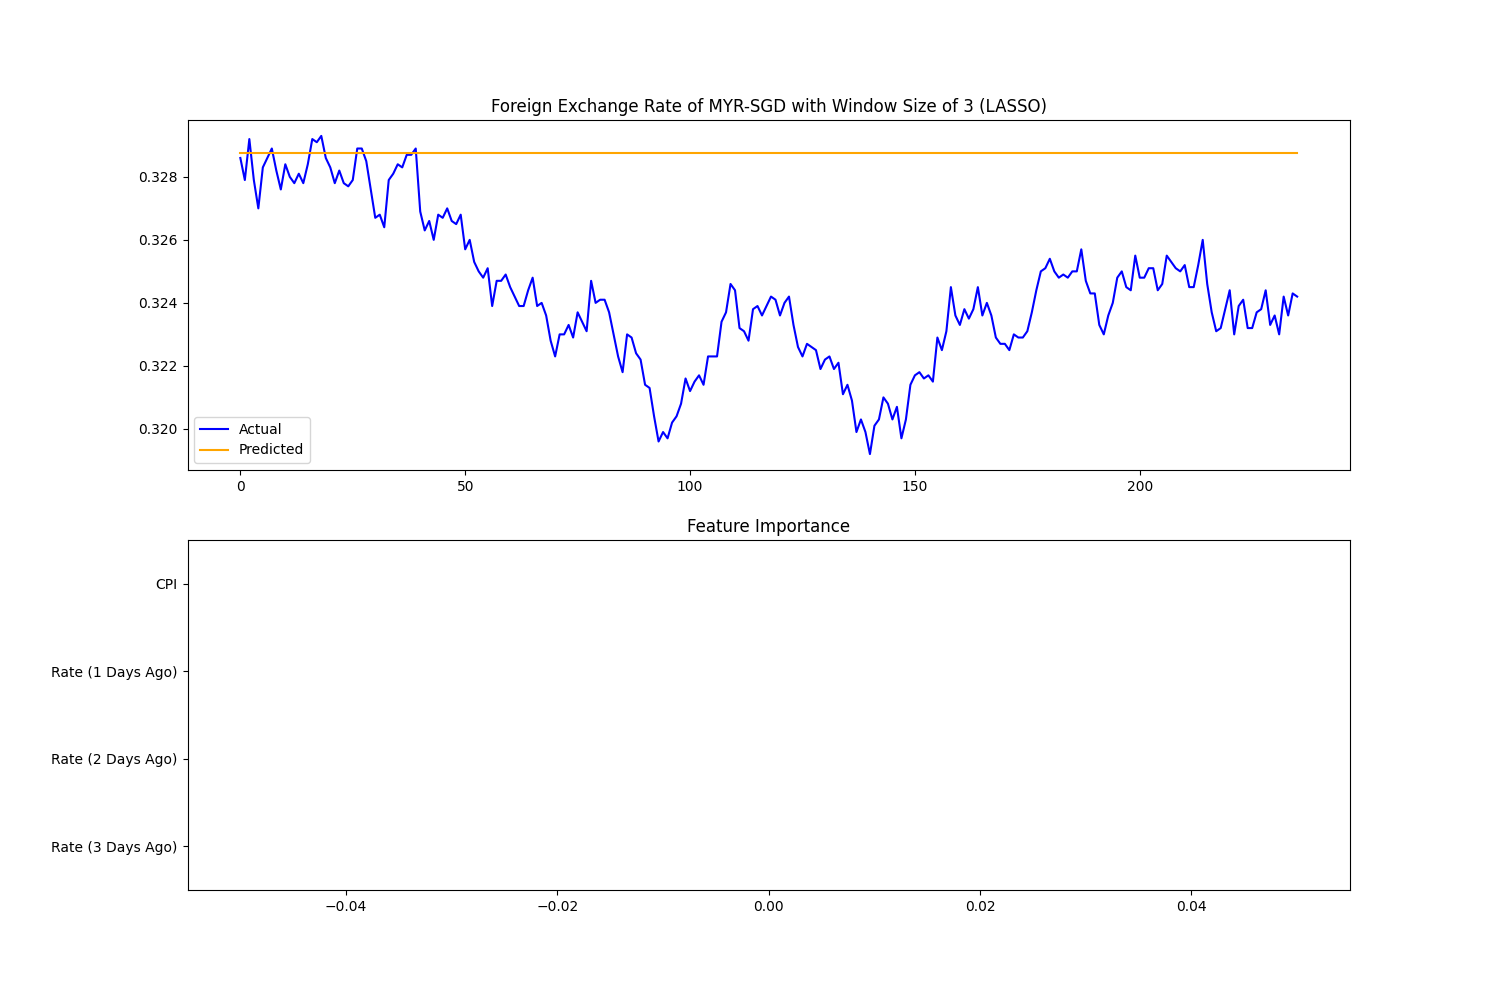 Foreign Exchange Rate of MYR-SGD with Window Size of 3 (LASSO)
0.328
0.326
0.324
0.322
0.320
Actual
Predicted
0
50
100
150
200
Feature Importance
CPI
Rate (1 Days Ago)
Rate (2 Days Ago)
Rate (3 Days Ago)
−0.04
−0.02
0.00
0.02
0.04